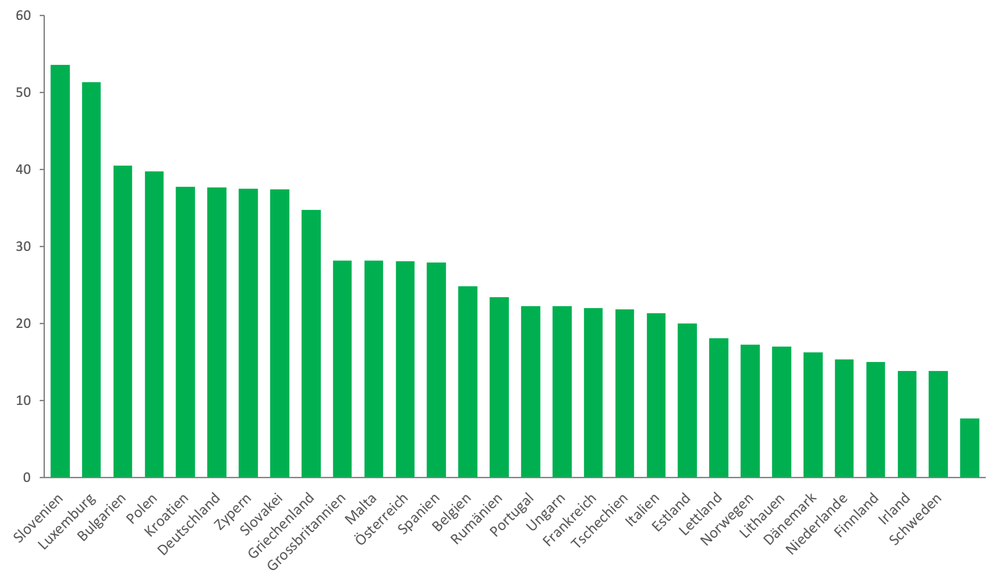 60
50
40
30
20
10
0
Slovenien
Luxemburg
Bulgarien
Polen
Kroatien
Deutschland
Zypern
Slovakei
Griechenland
Grossbritannien
Malta
Österreich
Spanien
Belgien
Rumänien
Portugal
Ungarn
Frankreich
Tschechien
Italien
Estland
Lettland
Norwegen
Lithauen
Dänemark
Niederlande
Finnland
Irland
Schweden